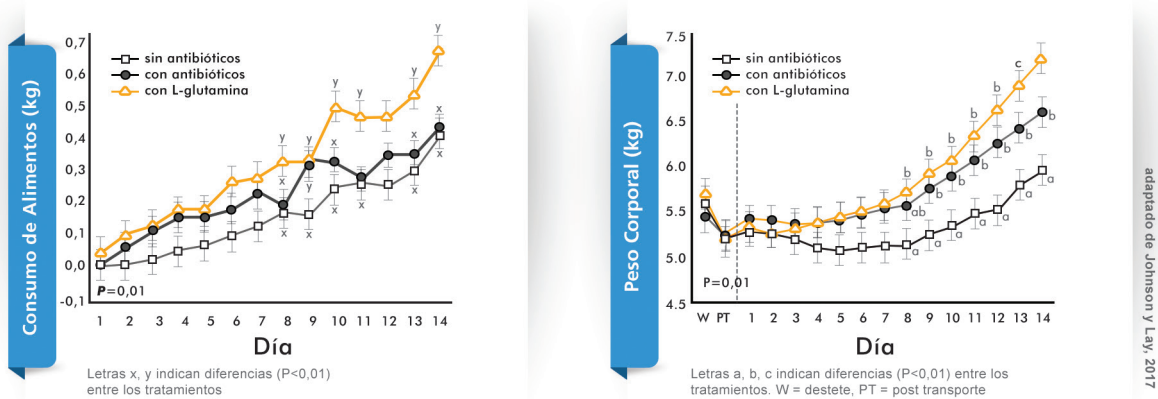 Consumo de Alimentos (kg)
0,7
0,6
0,5
0,4
0,3
0,2
0,1
0,0
-0,1
sin antibióticos
con antibióticos
con L-glutamina
y
y
y
y
y
y
y
x
x
x
x
x
x
x
x
x
x
P=0,01
1 2 3 4 5 6 7 8 9 10 11 12 13 14
Día
Letras x, y indican diferencias (P<0,01)
entre los tratamientos
Peso Corporal (kg)
7.5
7.0
6.5
6.0
5.5
5.0
4.5
sin antibióticos
con antibióticos
con L-glutamina
b
b
b
b
b
c
ab
b
b
b
b
b
b
a
a
a
a
a
a
a
P=0,01
W PT 1 2 3 4 5 6 7 8 9 10 11 12 13 14
Día
Letras a, b, c indican diferencias (P<0,01) entre los
tratamientos. W = destete, PT = post transporte
adaptado de Johnson y Lay, 2017